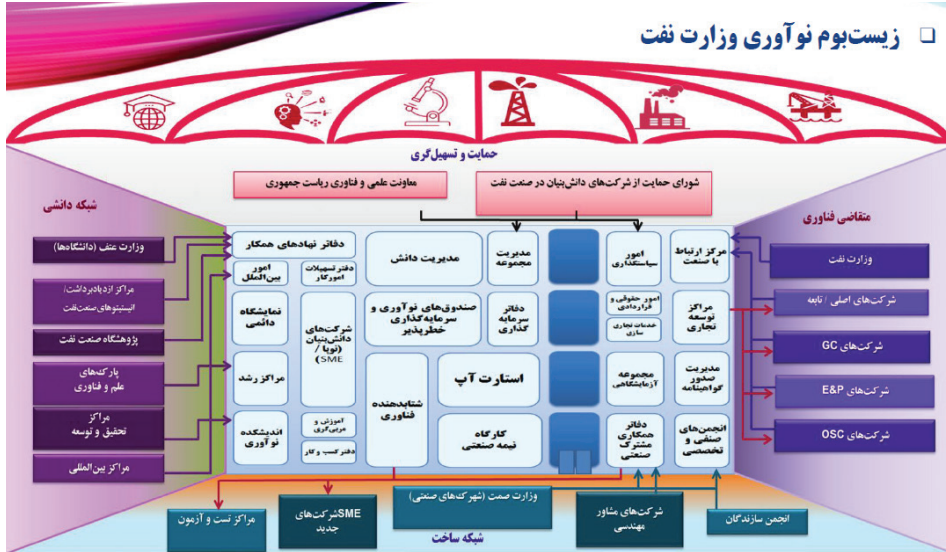 ❑ زیست‌بوم نوآوری وزارت نفت
حمایت و تسهیل‌گری
شورای حمایت از شرکت‌های دانش‌بنیان در صنعت نفت
معاونت علمی و فناوری ریاست جمهوری
متقاضی فناوری
وزارت نفت
شرکت‌های اصلی / تابعه
شرکت‌های GC
شرکت‌های E&P
شرکت‌های OSC
مرکز ارتباط
با صنعت
مراکز
توسعه
تجاری
مدیریت
صدور
گواهینامه
انجمن‌های
صنفی و
تخصصی
امور
سیاستگذاری
امور حقوقی و
قراردادی
خدمات تجاری
سازی
مجموعه
آزمایشگاهی
دفاتر
همکاری
مشترک
صنعتی
مدیریت
مجموعه
دفاتر
سرمایه
گذاری
مدیریت دانش
صندوق‌های نوآوری و
سرمایه‌گذاری
خطرپذیر
استارت آپ
کارگاه
نیمه صنعتی
شتابدهنده
فناوری
دفاتر نهادهای همکار
دفتر تسهیلات
امورکار
امور
بین‌الملل
شرکت‌های
دانش‌بنیان
(نوپا /
SME)
نمایشگاه
دائمی
مراکز رشد
آموزش و
مربی‌گری
دفتر کسب و کار
اندیشکده
نوآوری
شبکه دانشی
وزارت عتف (دانشگاه‌ها)
مراکز ازدیادبرداشت/
انیستیتوهای صنعت‌نفت
پژوهشگاه صنعت نفت
پارک‌های
علم و فناوری
مراکز
تحقیق و توسعه
مراکز بین‌المللی
انجمن سازندگان
شرکت‌های مشاور
مهندسی
وزارت صمت (شهرک‌های صنعتی)
SMEشرکت‌های
جدید
مراکز تست و آزمون
شبکه ساخت